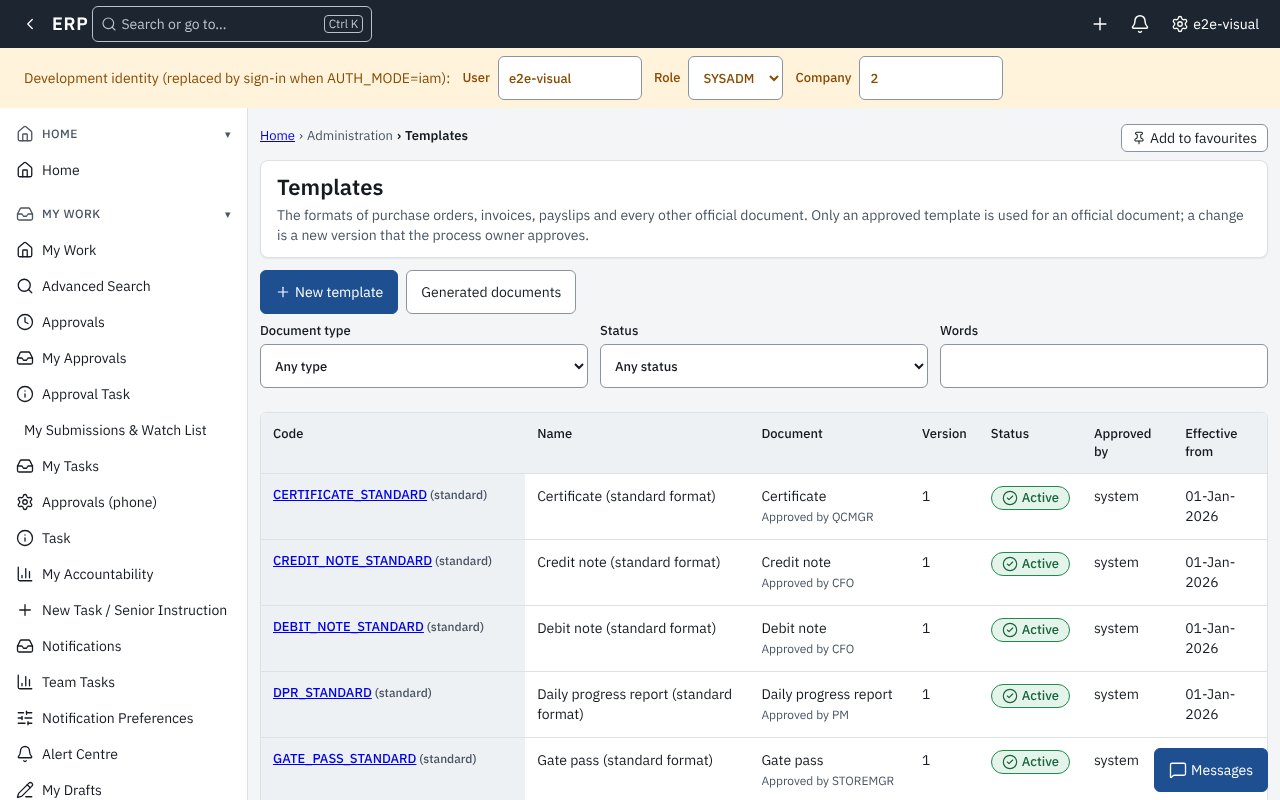 ERP
Search or go to...
Ctrl K
e2e-visual
Development identity (replaced by sign-in when AUTH_MODE=iam):
User
e2e-visual
Role
SYSADM
Company
2
HOME
Home
MY WORK
My Work
Advanced Search
Approvals
My Approvals
Approval Task
My Submissions & Watch List
My Tasks
Approvals (phone)
Task
My Accountability
New Task / Senior Instruction
Notifications
Team Tasks
Notification Preferences
Alert Centre
My Drafts
Home › Administration › Templates
Add to favourites
Templates
The formats of purchase orders, invoices, payslips and every other official document. Only an approved template is used for an official document; a change
is a new version that the process owner approves.
New template
Generated documents
Document type
Any type
Status
Any status
Words
Code
Name
Document
Version
Status
Approved
by
Effective
from
CERTIFICATE_STANDARD (standard)
Certificate (standard format)
Certificate
Approved by QCMGR
1
Active
system
01-Jan-
2026
CREDIT_NOTE_STANDARD (standard)
Credit note (standard format)
Credit note
Approved by CFO
1
Active
system
01-Jan-
2026
DEBIT_NOTE_STANDARD (standard)
Debit note (standard format)
Debit note
Approved by CFO
1
Active
system
01-Jan-
2026
DPR_STANDARD (standard)
Daily progress report (standard
format)
Daily progress report
Approved by PM
1
Active
system
01-Jan-
2026
GATE_PASS_STANDARD (standard)
Gate pass (standard format)
Gate pass
Approved by STOREMGR
1
Active
system
Messages